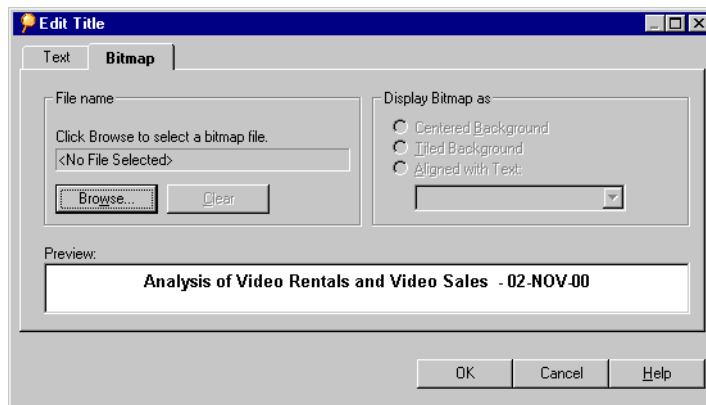 Edit Title
Text Bitmap
File name
Click Browse to select a bitmap file.
<No File Selected>
Browse... Clear
Display Bitmap as
Centered Background
Tiled Background
Aligned with Text:
Preview:
Analysis of Video Rentals and Video Sales - 02-NOV-00
OK Cancel Help